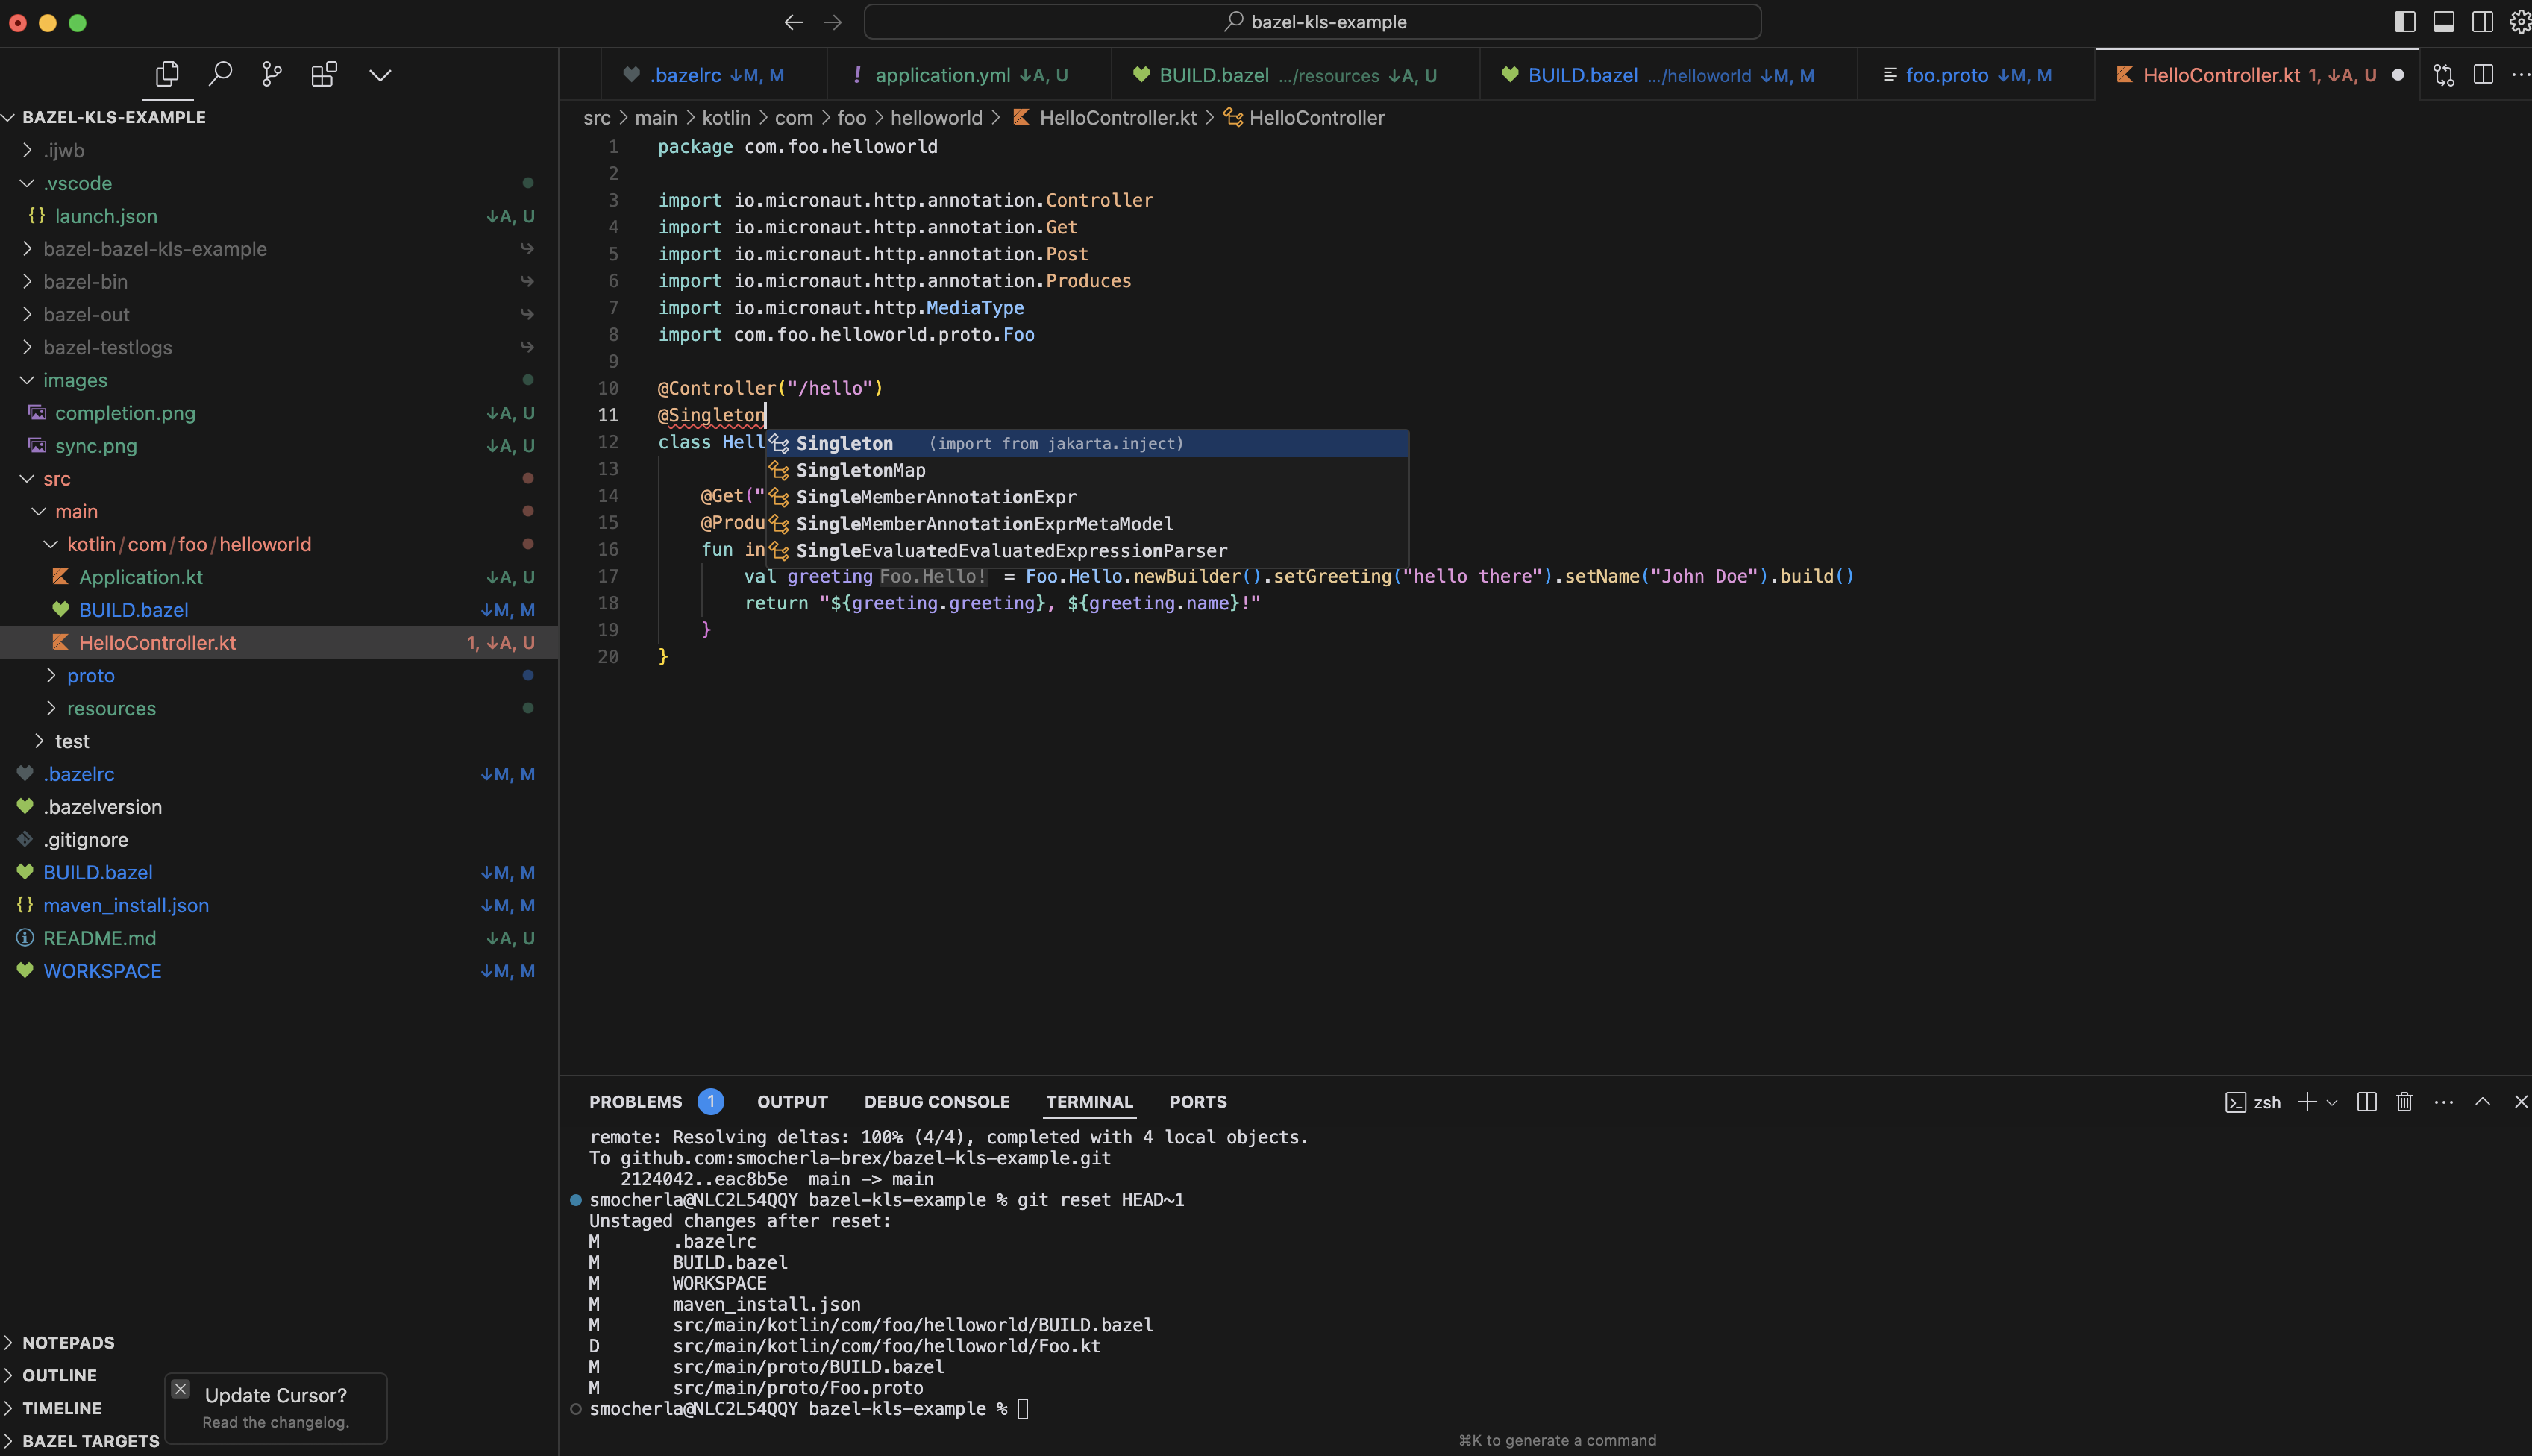 bazel-kls-example
.bazelrc ↓M, M
! application.yml ↓A, U
BUILD.bazel .../resources ↓A, U
BUILD.bazel .../helloworld ↓M, M
foo.proto ↓M, M
HelloController.kt 1, ↓A, U
BAZEL-KLS-EXAMPLE
.ijwb
.vscode
{} launch.json ↓A, U
bazel-bazel-kls-example
bazel-bin
bazel-out
bazel-testlogs
images
completion.png ↓A, U
sync.png ↓A, U
src
main
kotlin/com/foo/helloworld
Application.kt ↓A, U
BUILD.bazel ↓M, M
HelloController.kt 1, ↓A, U
proto
resources
test
.bazelrc ↓M, M
.bazelversion
.gitignore
BUILD.bazel ↓M, M
{} maven_install.json ↓M, M
README.md ↓A, U
WORKSPACE ↓M, M
NOTEPADS
OUTLINE
TIMELINE
BAZEL TARGETS
Update Cursor?
Read the changelog.
src > main > kotlin > com > foo > helloworld > HelloController.kt > HelloController
1 package com.foo.helloworld
2
3 import io.micronaut.http.annotation.Controller
4 import io.micronaut.http.annotation.Get
5 import io.micronaut.http.annotation.Post
6 import io.micronaut.http.annotation.Produces
7 import io.micronaut.http.MediaType
8 import com.foo.helloworld.proto.Foo
9
10 @Controller("/hello")
11 @Singleton
12 class Hell
13
14 @Get("
15 @Produ
16 fun in
Singleton (import from jakarta.inject)
SingletonMap
SingleMemberAnnotationExpr
SingleMemberAnnotationExprMetaModel
SingleEvaluatedEvaluatedExpressionParser
17 val greeting Foo.Hello! = Foo.Hello.newBuilder().setGreeting("hello there").setName("John Doe").build()
18 return "${greeting.greeting}, ${greeting.name}!"
19 }
20 }
PROBLEMS 1 OUTPUT DEBUG CONSOLE TERMINAL PORTS
zsh
remote: Resolving deltas: 100% (4/4), completed with 4 local objects.
To github.com:smocherla-brex/bazel-kls-example.git
2124042..eac8b5e main -> main
smocherla@NLC2L54QQY bazel-kls-example % git reset HEAD~1
Unstaged changes after reset:
M .bazelrc
M BUILD.bazel
M WORKSPACE
M maven_install.json
M src/main/kotlin/com/foo/helloworld/BUILD.bazel
D src/main/kotlin/com/foo/helloworld/Foo.kt
M src/main/proto/BUILD.bazel
M src/main/proto/Foo.proto
smocherla@NLC2L54QQY bazel-kls-example %
⌘K to generate a command